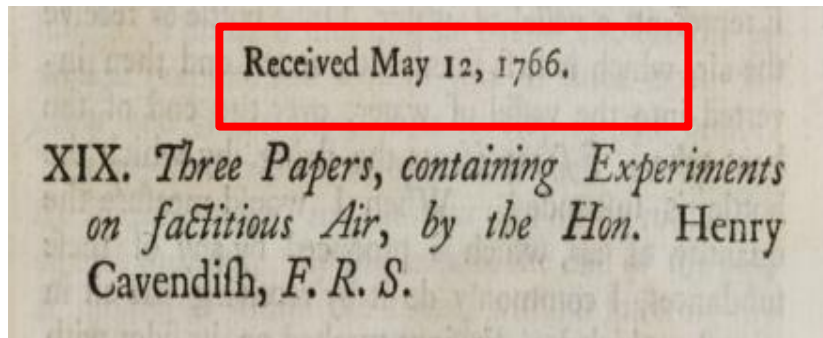 Received May 12, 1766.
XIX. Three Papers, containing Experiments
on factitious Air, by the Hon. Henry
Cavendiſh, F. R. S.